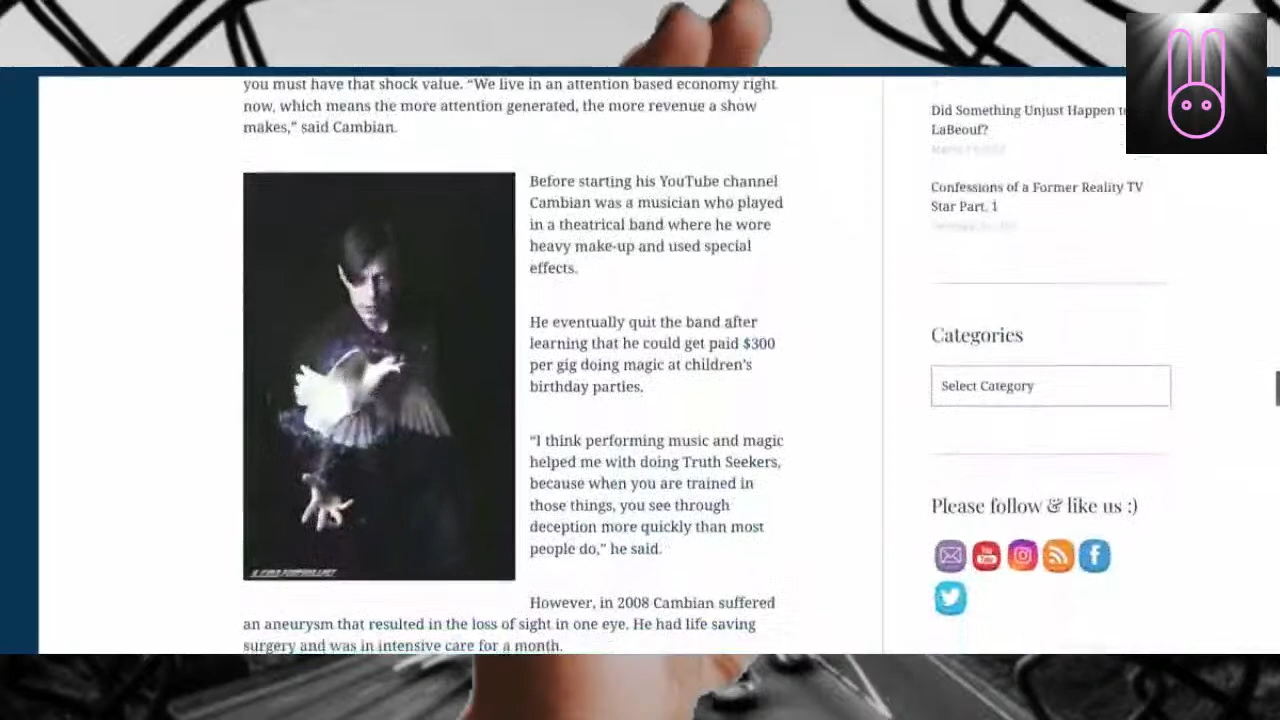 you must have that shock value. “We live in an attention based economy right
now, which means the more attention generated, the more revenue a show
makes,” said Cambian.
Before starting his YouTube channel
Cambian was a musician who played
in a theatrical band where he wore
heavy make-up and used special
effects.
He eventually quit the band after
learning that he could get paid $300
per gig doing magic at children’s
birthday parties.
“I think performing music and magic
helped me with doing Truth Seekers,
because when you are trained in
those things, you see through
deception more quickly than most
people do,” he said.
However, in 2008 Cambian suffered
an aneurysm that resulted in the loss of sight in one eye. He had life saving
surgery and was in intensive care for a month.
Did Something Unjust Happen
LaBeouf?
Confessions of a Former Reality TV
Star Part. 1
Categories
Select Category
Please follow & like us :)
You
Tube